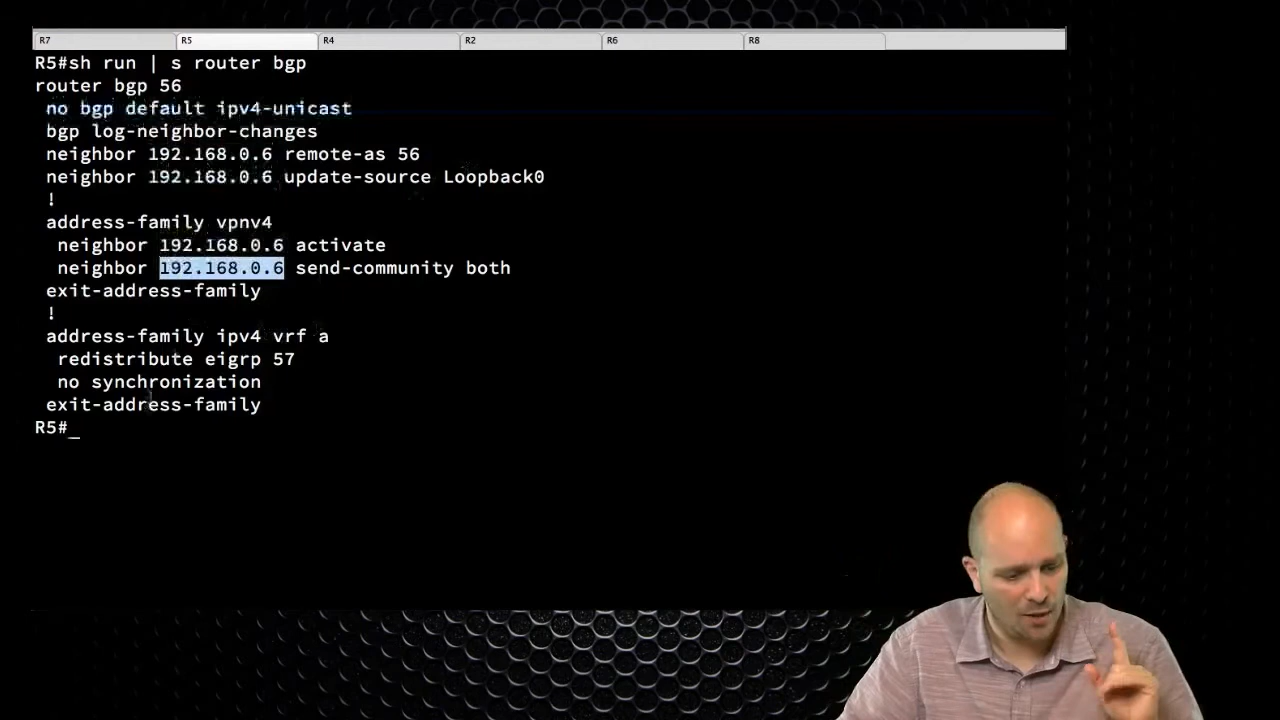 R7 R5 R4 R2 R6 R8
R5#sh run | s router bgp
router bgp 56
no bgp default ipv4-unicast
bgp log-neighbor-changes
neighbor 192.168.0.6 remote-as 56
neighbor 192.168.0.6 update-source Loopback0
!
address-family vpnv4
neighbor 192.168.0.6 activate
neighbor 192.168.0.6 send-community both
exit-address-family
!
address-family ipv4 vrf a
redistribute eigrp 57
no synchronization
exit-address-family
R5#_